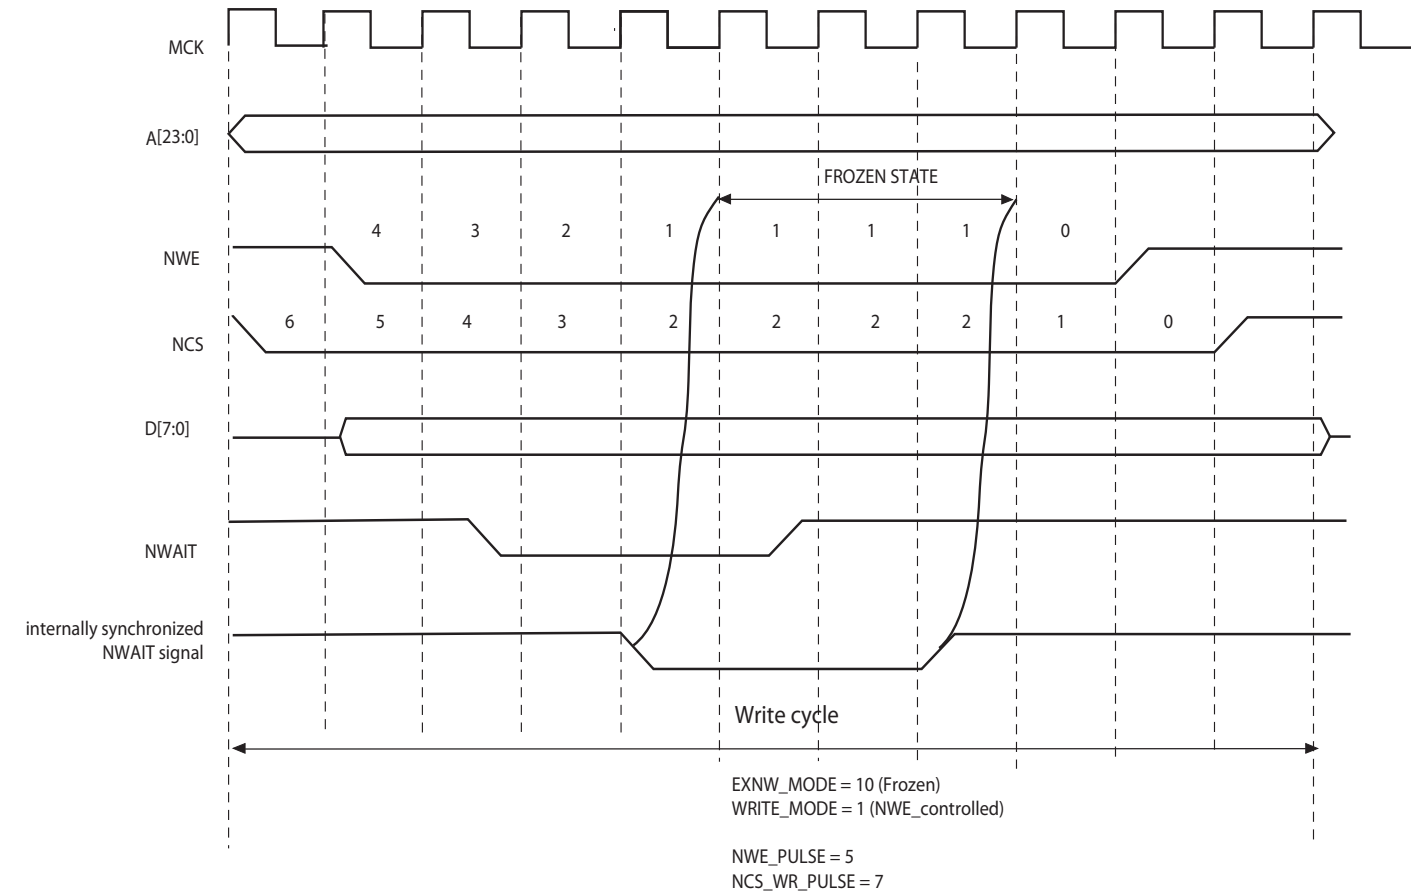 MCK
A[23:0]
FROZEN STATE
4 3 2 1 1 1 1 0
NWE
6 5 4 3 2 2 2 2 1 0
NCS
D[7:0]
NWAIT
internally synchronized
NWAIT signal
Write cycle
EXNW_MODE = 10 (Frozen)
WRITE_MODE = 1 (NWE_controlled)
NWE_PULSE = 5
NCS_WR_PULSE = 7